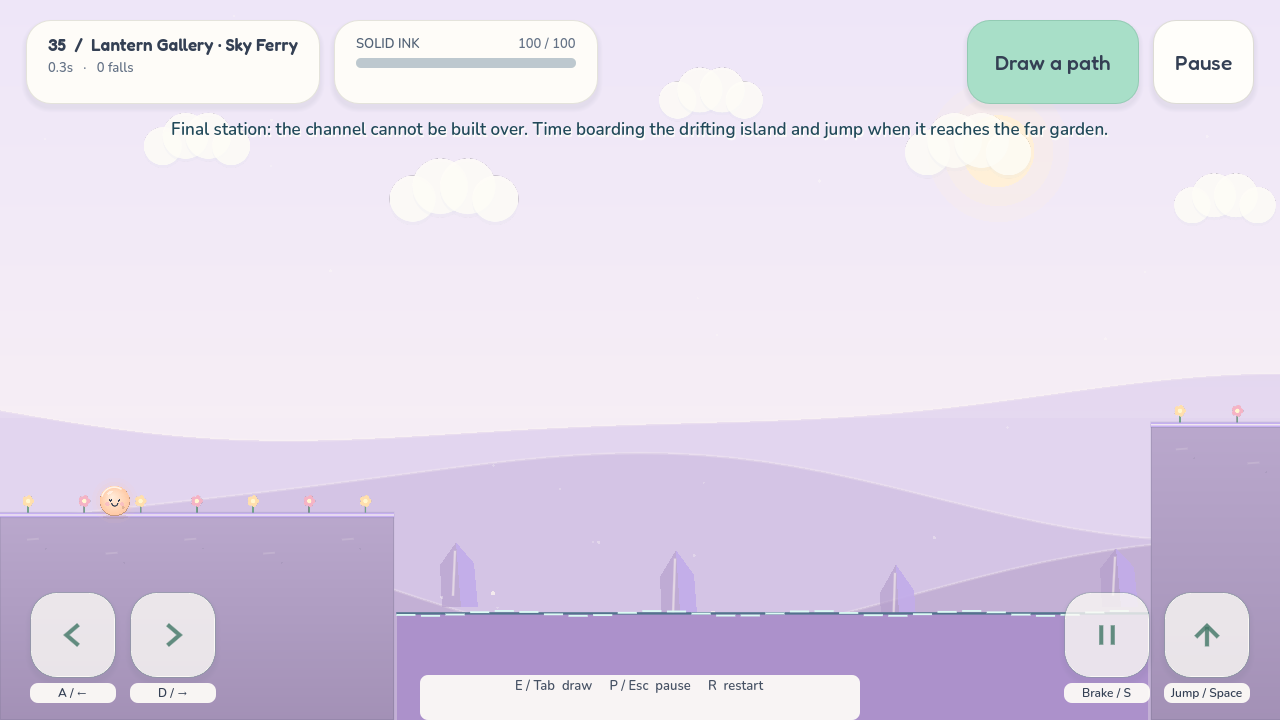 35 / Lantern Gallery · Sky Ferry
0.3s · 0 falls
SOLID INK 100 / 100
Draw a path
Pause
Final station: the channel cannot be built over. Time boarding the drifting island and jump when it reaches the far garden.
A / ←
D / →
E / Tab draw P / Esc pause R restart
Brake / S
Jump / Space